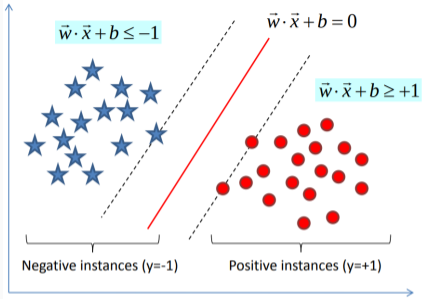 w⃗ · x⃗ + b ≤ −1
w⃗ · x⃗ + b = 0
w⃗ · x⃗ + b ≥ +1
Negative instances (y=-1)
Positive instances (y=+1)